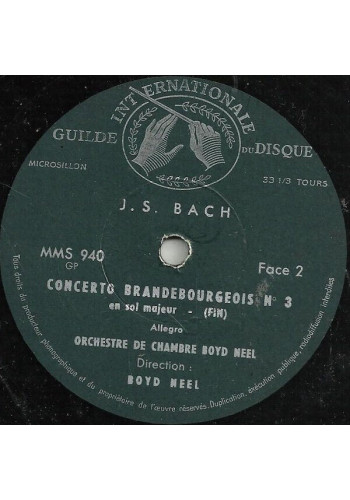 GUILDE INTERNATIONALE DU DISQUE
MICROSILLON
33 1/3 TOURS
J. S. BACH
MMS 940
GP
Face 2
CONCERTO BRANDEBOURGEOIS N° 3
en sol majeur - (FiN)
Allegro
ORCHESTRE DE CHAMBRE BOYD NEEL
Direction :
BOYD NEEL
Tous droits du producteur phonographique et du propriétaire de l'œuvre réservés. Duplication, exécution publique, radiodiffusion interdites